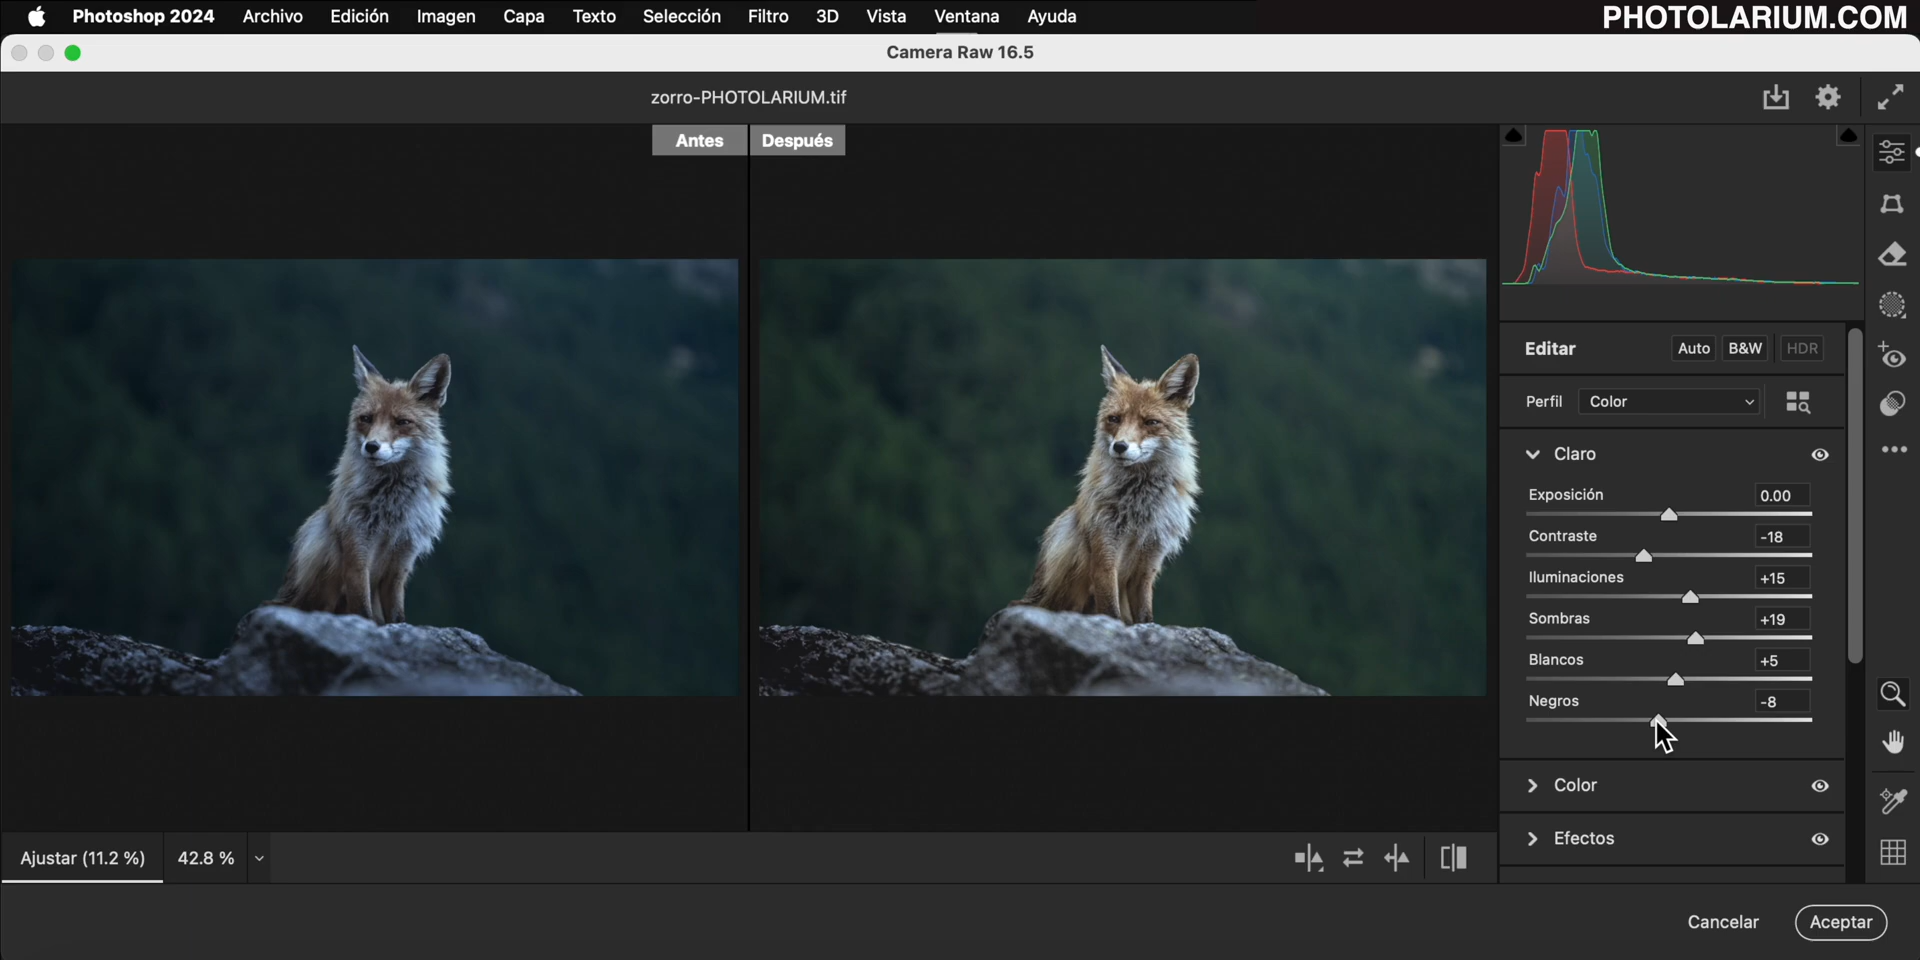 Photoshop 2024 Archivo Edición Imagen Capa Texto Selección Filtro 3D Vista Ventana Ayuda PHOTOLARIUM.COM
Camera Raw 16.5
zorro-PHOTOLARIUM.tif
Antes Después
Editar Auto B&W HDR
Perfil Color
Claro
Exposición 0.00
Contraste -18
Iluminaciones +15
Sombras +19
Blancos +5
Negros -8
Color
Efectos
Ajustar (11.2 %) 42.8 %
Cancelar Aceptar